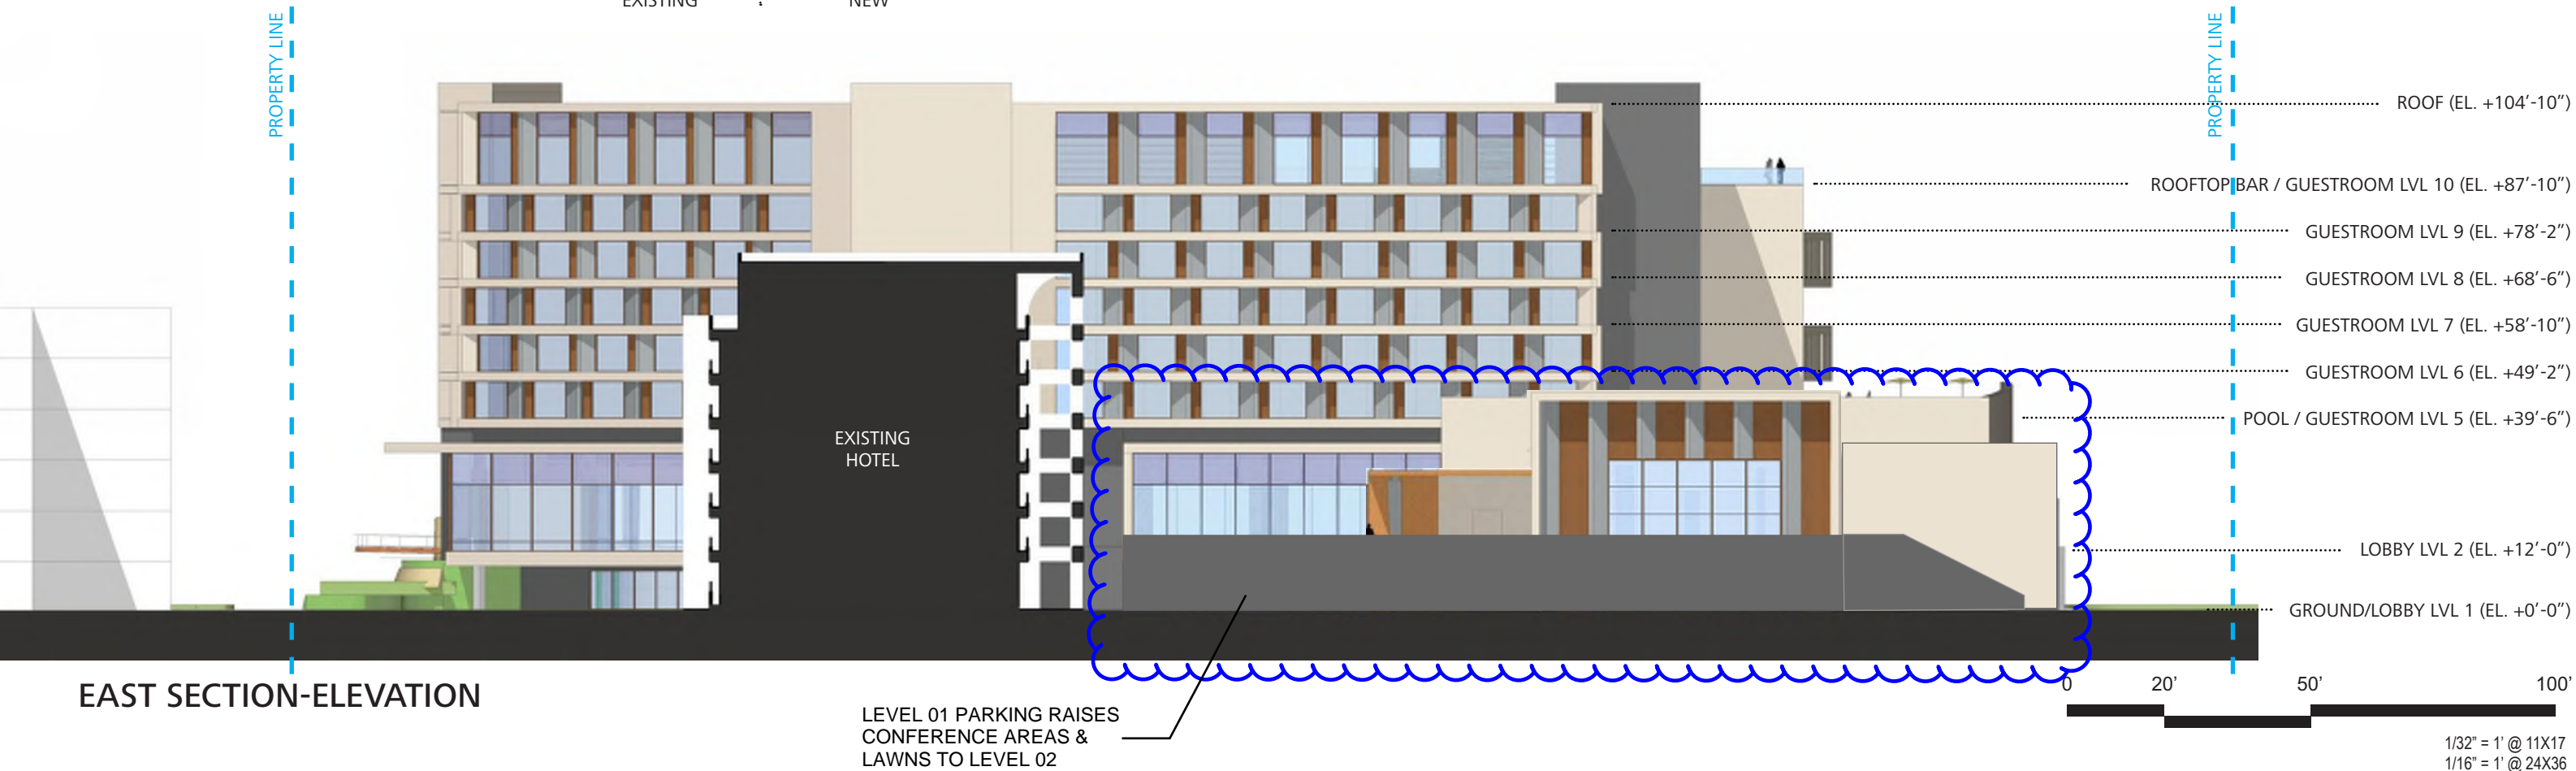 EXISTING
NEW
PROPERTY LINE
PROPERTY LINE
ROOF (EL. +104’-10”)
ROOFTOP BAR / GUESTROOM LVL 10 (EL. +87’-10”)
GUESTROOM LVL 9 (EL. +78’-2”)
GUESTROOM LVL 8 (EL. +68’-6”)
GUESTROOM LVL 7 (EL. +58’-10”)
GUESTROOM LVL 6 (EL. +49’-2”)
POOL / GUESTROOM LVL 5 (EL. +39’-6”)
EXISTING
HOTEL
LOBBY LVL 2 (EL. +12’-0”)
GROUND/LOBBY LVL 1 (EL. +0’-0”)
EAST SECTION-ELEVATION
0 20’ 50’ 100’
LEVEL 01 PARKING RAISES
CONFERENCE AREAS &
LAWNS TO LEVEL 02
1/32” = 1’ @ 11X17
1/16” = 1’ @ 24X36